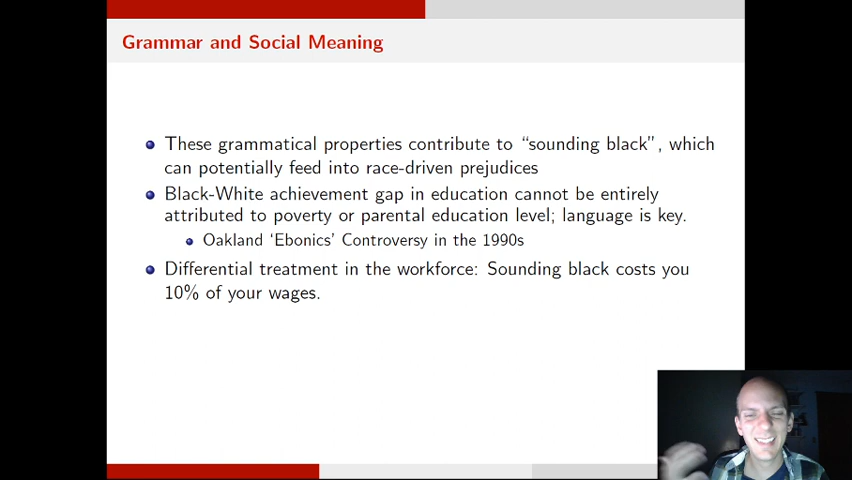 Grammar and Social Meaning
These grammatical properties contribute to “sounding black”, which
can potentially feed into race-driven prejudices
Black-White achievement gap in education cannot be entirely
attributed to poverty or parental education level; language is key.
Oakland ‘Ebonics’ Controversy in the 1990s
Differential treatment in the workforce: Sounding black costs you
10% of your wages.